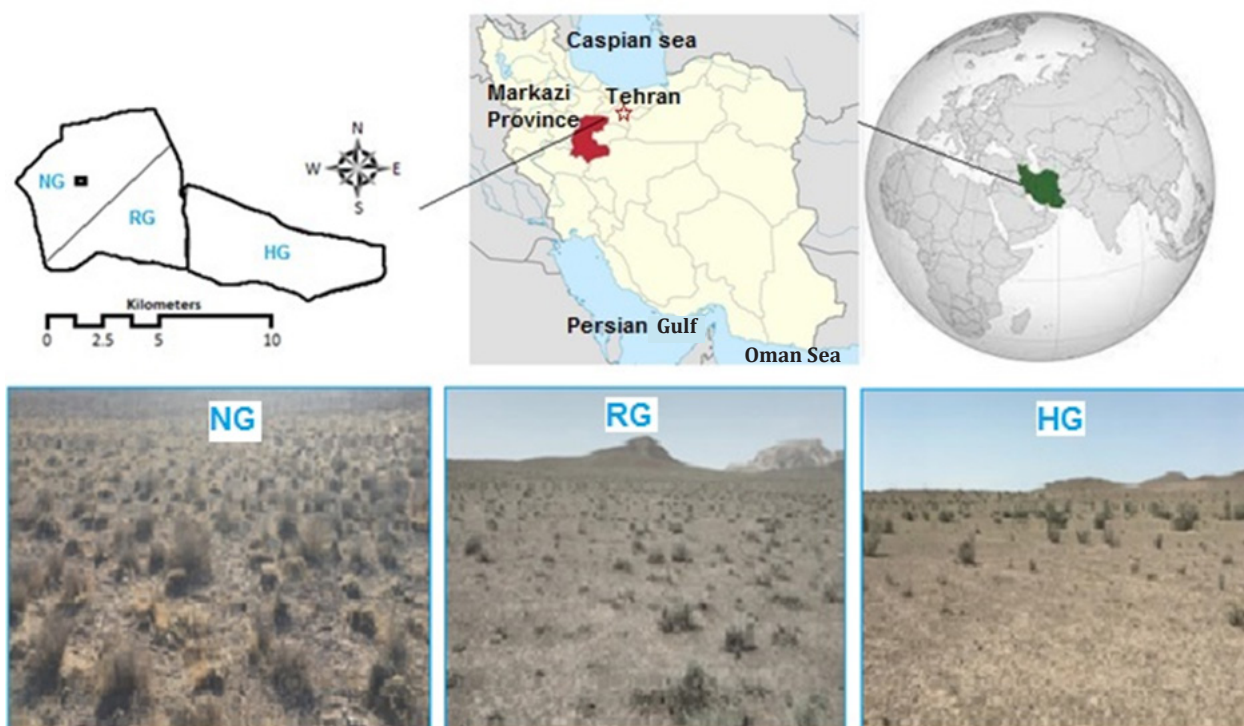 Caspian sea
Markazi
Province
Tehran
N
W
E
S
NG
RG
HG
Kilometers
0
2.5
5
10
Persian Gulf
Oman Sea
NG
RG
HG